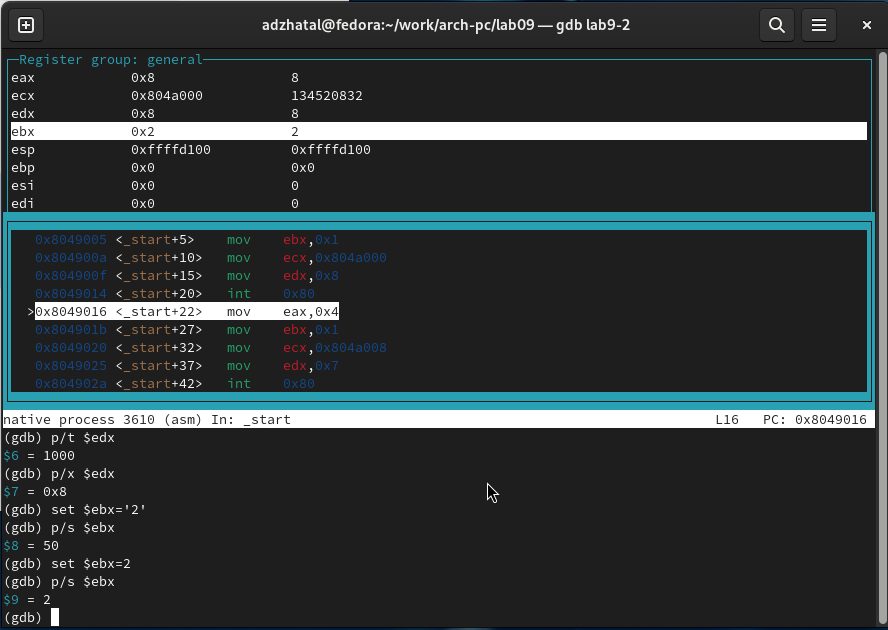 adzhatal@fedora:~/work/arch-pc/lab09 — gdb lab9-2
Register group: general
eax 0x8 8
ecx 0x804a000 134520832
edx 0x8 8
ebx 0x2 2
esp 0xffffd100 0xffffd100
ebp 0x0 0x0
esi 0x0 0
edi 0x0 0
0x8049005 <_start+5> mov ebx,0x1
0x804900a <_start+10> mov ecx,0x804a000
0x804900f <_start+15> mov edx,0x8
0x8049014 <_start+20> int 0x80
>0x8049016 <_start+22> mov eax,0x4
0x804901b <_start+27> mov ebx,0x1
0x8049020 <_start+32> mov ecx,0x804a008
0x8049025 <_start+37> mov edx,0x7
0x804902a <_start+42> int 0x80
native process 3610 (asm) In: _start L16 PC: 0x8049016
(gdb) p/t $edx
$6 = 1000
(gdb) p/x $edx
$7 = 0x8
(gdb) set $ebx='2'
(gdb) p/s $ebx
$8 = 50
(gdb) set $ebx=2
(gdb) p/s $ebx
$9 = 2
(gdb)